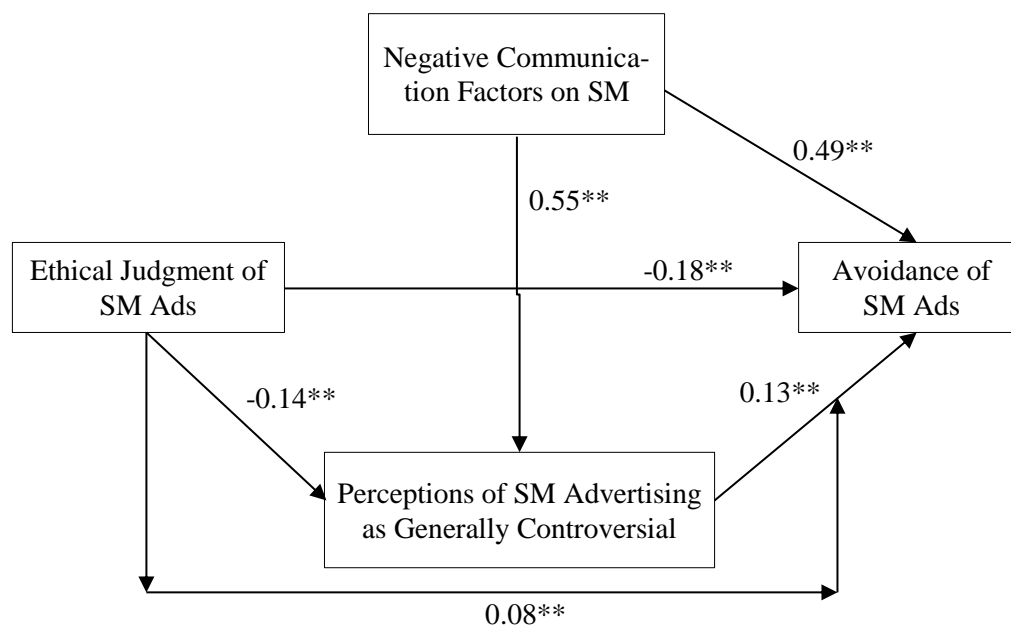 Negative Communica-
tion Factors on SM
0.49**
0.55**
Ethical Judgment of
SM Ads
-0.18**
Avoidance of
SM Ads
-0.14**
0.13**
Perceptions of SM Advertising
as Generally Controversial
0.08**